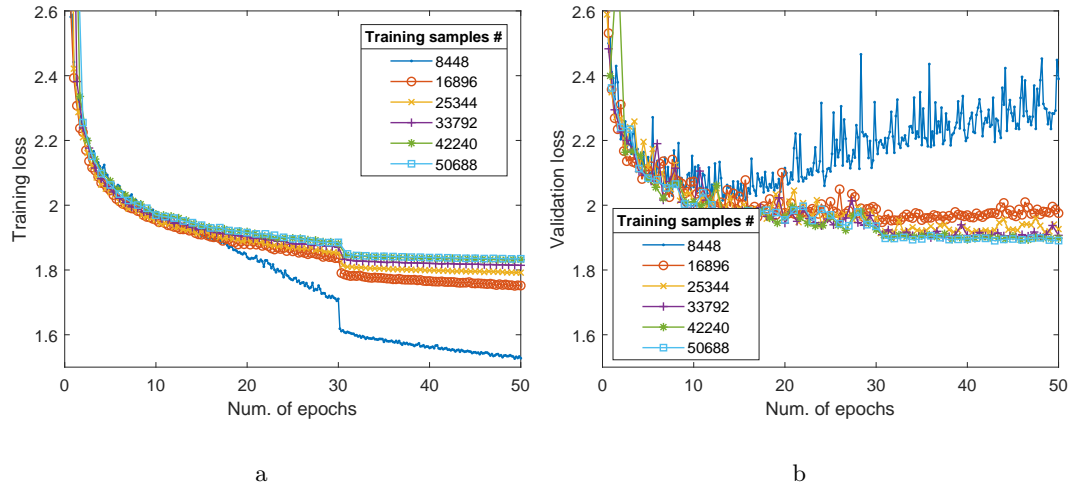 2.6
2.4
2.2
2
1.8
1.6
Training loss
0 10 20 30 40 50
Num. of epochs
Training samples #
8448
16896
25344
33792
42240
50688
a
2.6
2.4
2.2
2
1.8
1.6
Validation loss
0 10 20 30 40 50
Num. of epochs
Training samples #
8448
16896
25344
33792
42240
50688
b